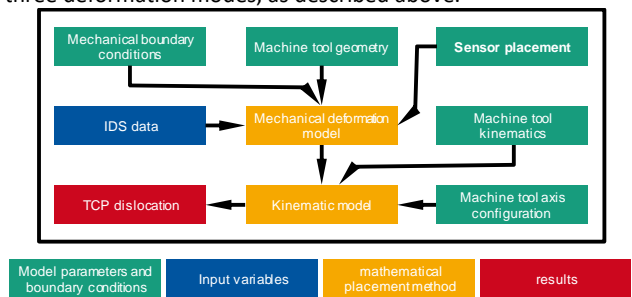 three deformation modes, as described above.
Mechanical boundary
conditions
Machine tool geometry
Sensor placement
IDS data
Mechanical deformation
model
Machine tool
kinematics
TCP dislocation
Kinematic model
Machine tool axis
configuration
Model parameters and
boundary conditions
Input variables
mathematical
placement method
results